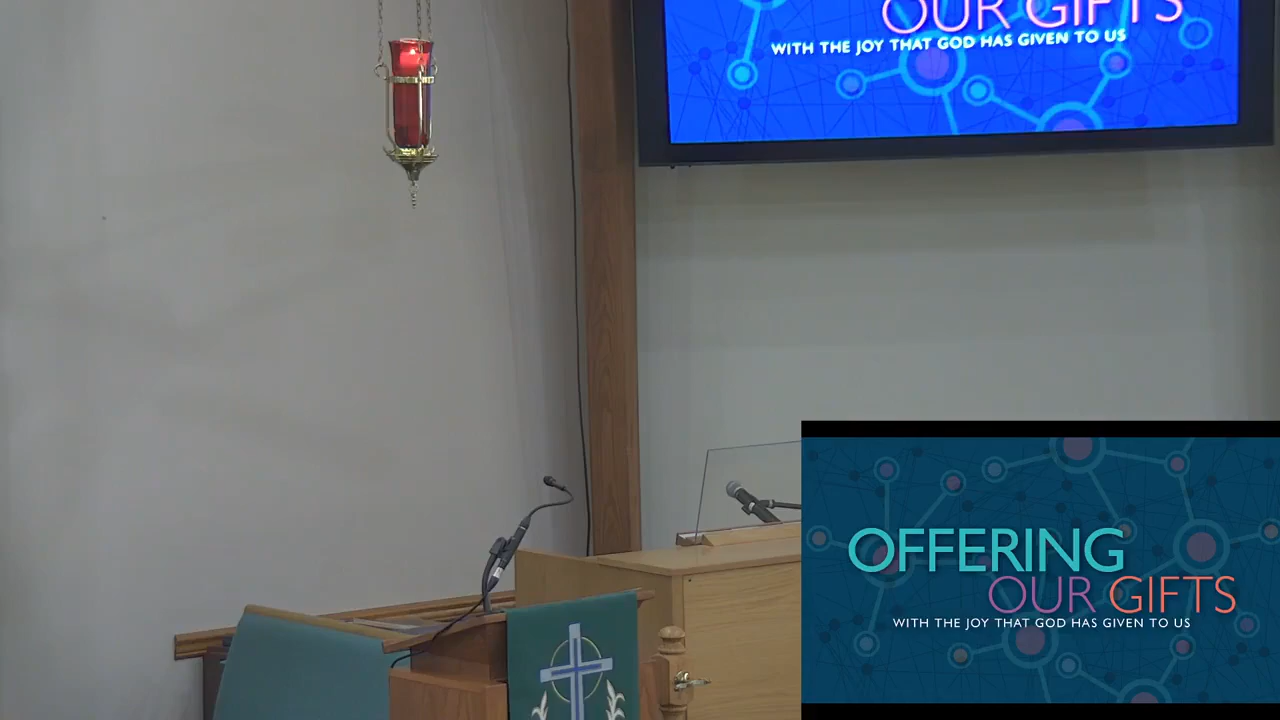 OUR GIFTS
WITH THE JOY THAT GOD HAS GIVEN TO US
OFFERING
OUR GIFTS
WITH THE JOY THAT GOD HAS GIVEN TO US